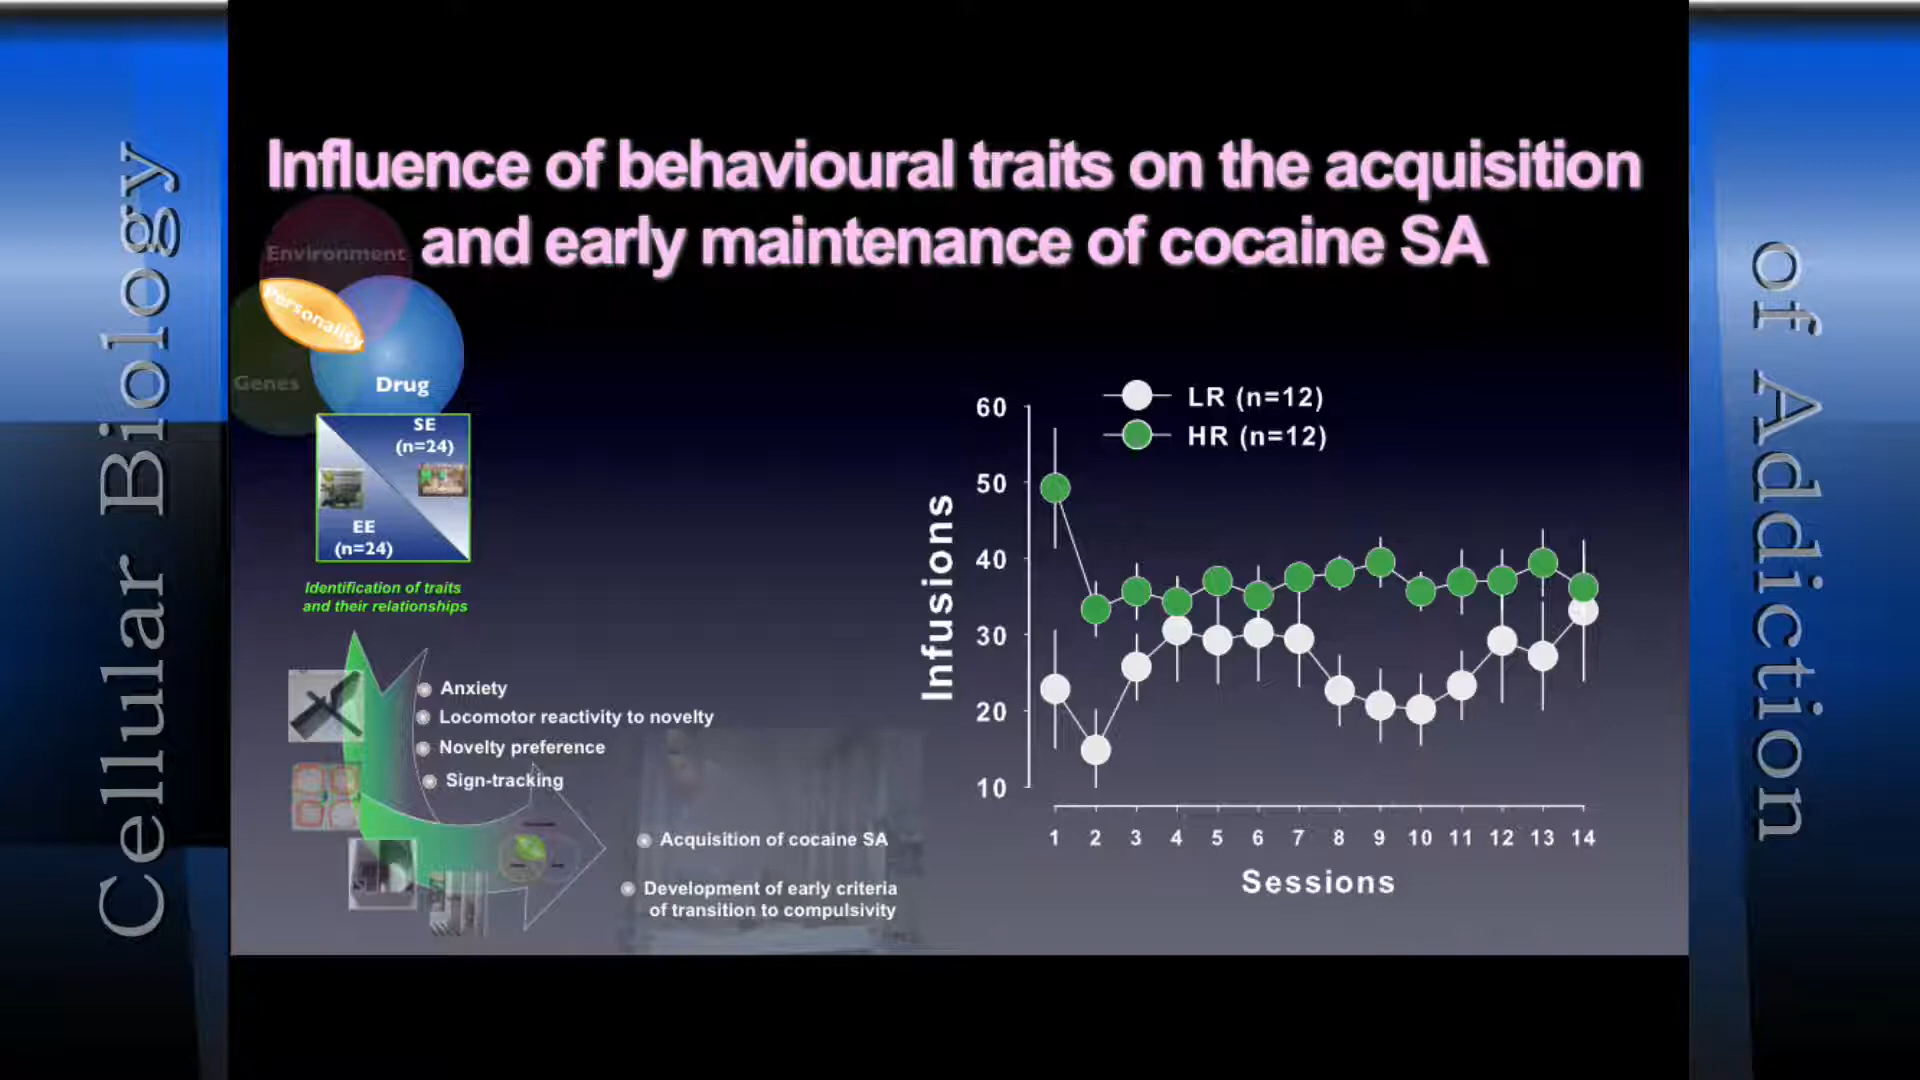 Cellular Biology
of Addiction
Influence of behavioural traits on the acquisition
and early maintenance of cocaine SA
Environment
Personality
Genes
Drug
SE
(n=24)
EE
(n=24)
Identification of traits
and their relationships
Anxiety
Locomotor reactivity to novelty
Novelty preference
Sign-tracking
Acquisition of cocaine SA
Development of early criteria
of transition to compulsivity
LR (n=12)
HR (n=12)
Infusions
60
50
40
30
20
10
1 2 3 4 5 6 7 8 9 10 11 12 13 14
Sessions